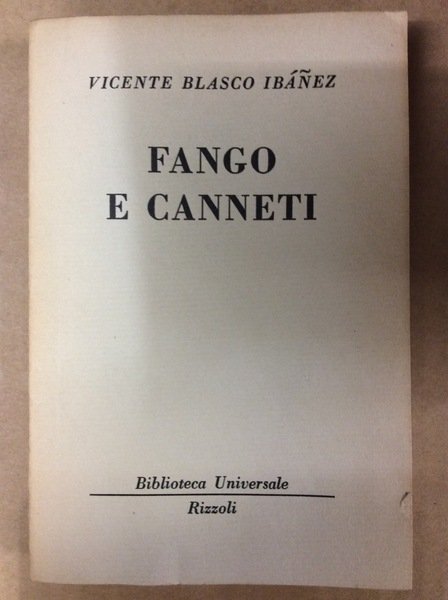 VICENTE BLASCO IBÁÑEZ
FANGO
E CANNETI
Biblioteca Universale
Rizzoli